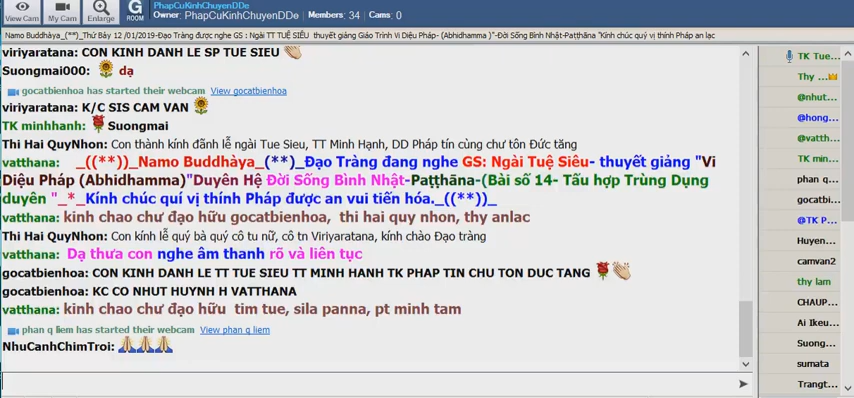 PhapCuKinhChuyenDDe
View Cam My Cam Enlarge G ROOM Owner: PhapCuKinhChuyenDDe Members: 34 Cams: 0
Namo Buddhàya_(**)_Thứ Bảy 12 /01/2019-Đạo Tràng được nghe GS : Ngài TT TUỆ SIÊU thuyết giảng Giáo Trình Vi Diệu Pháp- (Abhidhamma )"-Đời Sống Bình Nhật-Paṭṭhāna "Kính chúc quý vị thính Pháp an lạc
viriyaratana: CON KINH DANH LE SP TUE SIEU
Suongmai000: dạ
gocatbienhoa has started their webcam View gocatbienhoa
viriyaratana: K/C SIS CAM VAN
TK minhhanh: Suongmai
Thi Hai QuyNhon: Con thành kính đãnh lễ ngài Tue Sieu, TT Minh Hạnh, DD Pháp tín cùng chư tôn Đức tăng
vatthana: _((**))_Namo Buddhàya_(**)_Đạo Tràng đang nghe GS: Ngài Tuệ Siêu- thuyết giảng "Vi
Diệu Pháp (Abhidhamma)"Duyên Hệ Đời Sống Bình Nhật-Paṭṭhāna-(Bài số 14- Tấu hợp Trùng Dụng
duyên "_*_Kính chúc quí vị thính Pháp được an vui tiến hóa._((**))_
vatthana: kinh chao chư đạo hữu gocatbienhoa, thi hai quy nhon, thy anlac
Thi Hai QuyNhon: Con kính lễ quý bà quý cô tu nữ, cô tn Viriyaratana, kính chào Đạo tràng
vatthana: Dạ thưa con nghe âm thanh rõ và liên tục
gocatbienhoa: CON KINH DANH LE TT TUE SIEU TT MINH HANH TK PHAP TIN CHU TON DUC TANG
gocatbienhoa: KC CO NHUT HUYNH H VATTHANA
vatthana: kinh chao chư đạo hữu tim tue, sila panna, pt minh tam
phan q liem has started their webcam View phan q liem
NhuCanhChimTroi:
TK Tue...
Thy ...
@nhut...
@hong...
@vatth...
TK min...
phan q...
gocatbi...
@TK P...
Huyen...
camvan2
thy lam
CHAUP...
Ai Ikeu...
Suong...
sumata
Trangt...